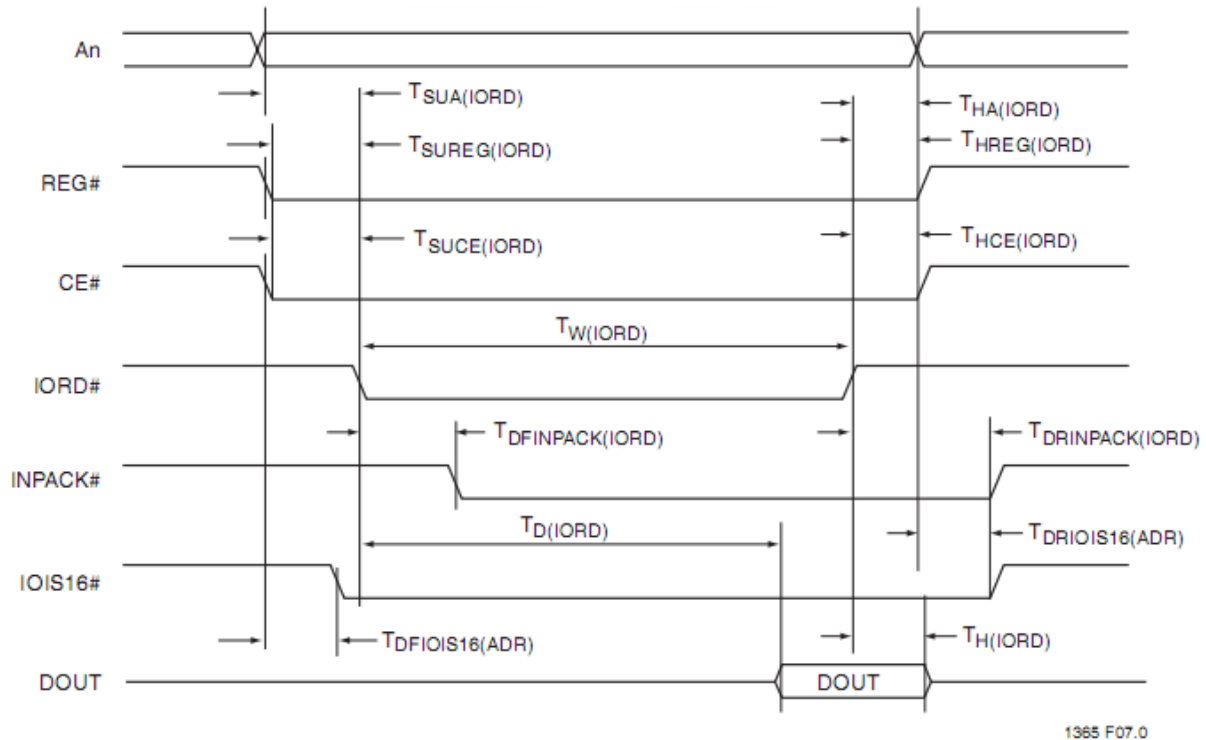 An
TSUA(IORD)
THA(IORD)
TSUREG(IORD)
THREG(IORD)
REG#
TSUCE(IORD)
THCE(IORD)
CE#
TW(IORD)
IORD#
TDFINPACK(IORD)
TDRINPACK(IORD)
INPACK#
TD(IORD)
TDRIOIS16(ADR)
IOIS16#
TDFIOIS16(ADR)
TH(IORD)
DOUT
DOUT
1365 F07.0